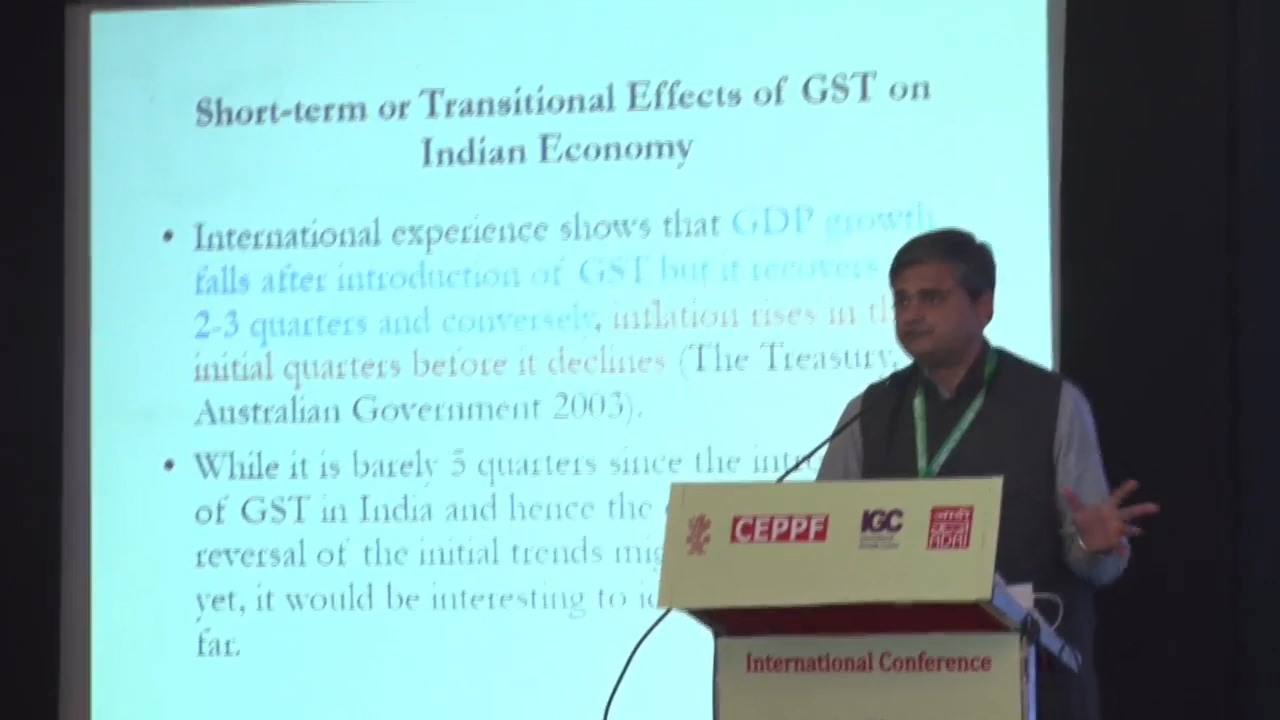 Short-term or Transitional Effects of GST on
Indian Economy
• International experience shows that GDP growth
falls after introduction of GST but it recovers
2-3 quarters and conversely, inflation rises in
initial quarters before it declines (The Treasury,
Australian Government 2003).
• While it is barely 5 quarters since the
of GST in India and hence the
reversal of the initial trends
yet, it would be interesting to
far.
CEPPF
IGC
International Conference